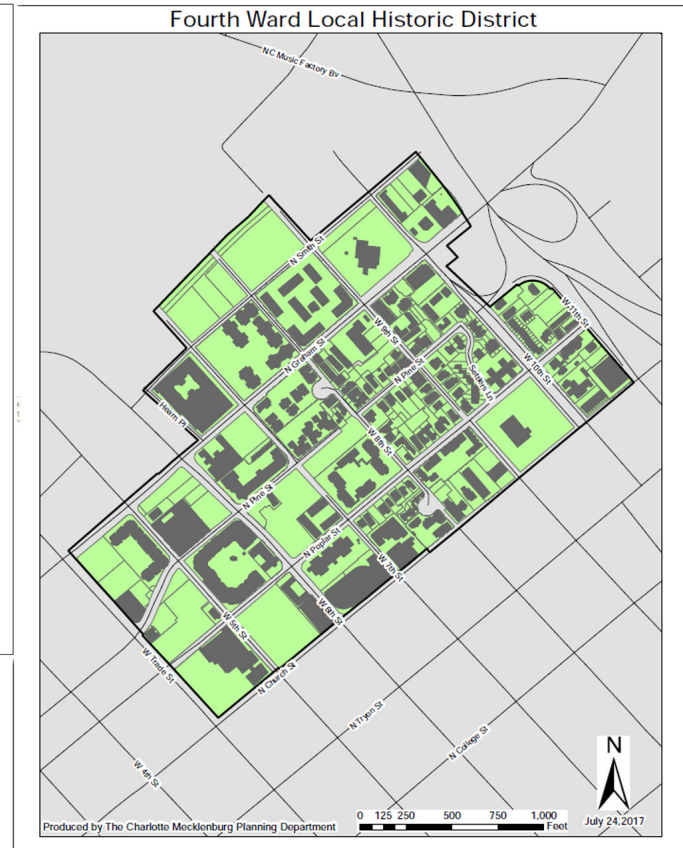 Fourth Ward Local Historic District
NC Music Factory Bv
N Smith St
W 11th St
W 9th St
N Graham St
W 10th St
N Pine St
Settlers Ln
Hearn Pl
W 8th St
N Pine St
N Poplar St
W 7th St
W 6th St
W 5th St
W Trade St
N Church St
N Tryon St
N College St
W 4th St
N
0 125 250 500 750 1,000
Feet
July 24,2017
Produced by The Charlotte Mecklenburg Planning Department